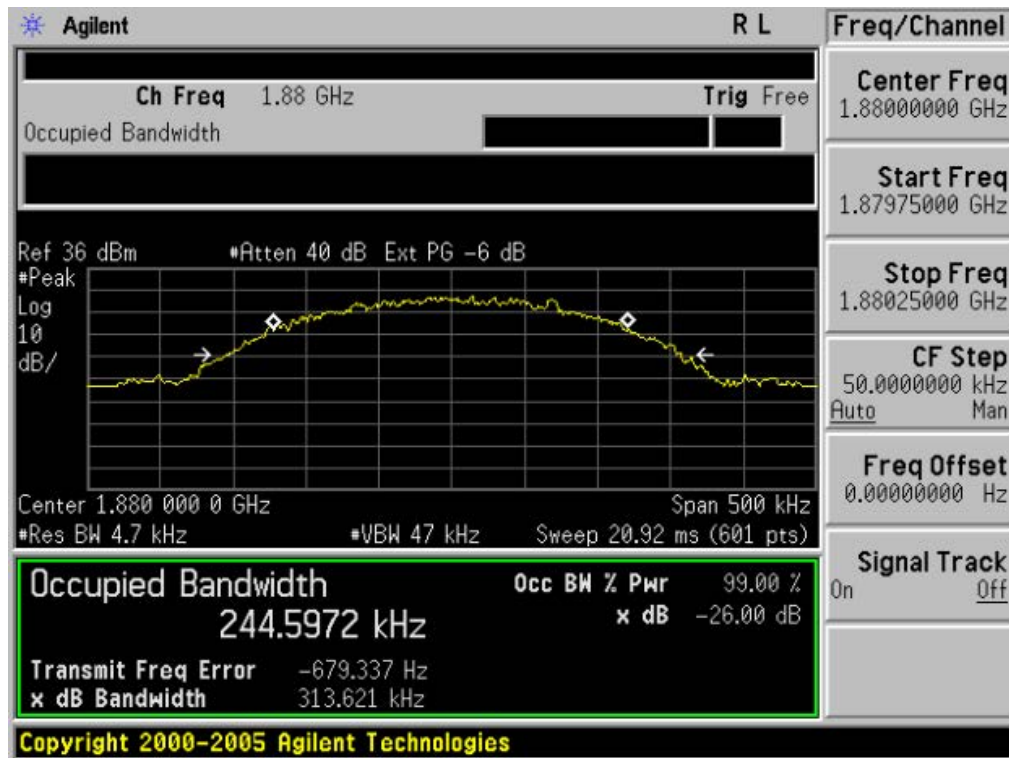 Agilent R L Freq/Channel
Ch Freq 1.88 GHz Trig Free
Occupied Bandwidth
Center Freq
1.88000000 GHz
Start Freq
1.87975000 GHz
Stop Freq
1.88025000 GHz
CF Step
50.0000000 kHz
Auto Man
Freq Offset
0.00000000 Hz
Signal Track
On Off
Ref 36 dBm #Atten 40 dB Ext PG -6 dB
#Peak
Log
10
dB/
Center 1.880 000 0 GHz Span 500 kHz
#Res BW 4.7 kHz #VBW 47 kHz Sweep 20.92 ms (601 pts)
Occupied Bandwidth Occ BW % Pwr 99.00 %
244.5972 kHz x dB -26.00 dB
Transmit Freq Error -679.337 Hz
x dB Bandwidth 313.621 kHz
Copyright 2000-2005 Agilent Technologies